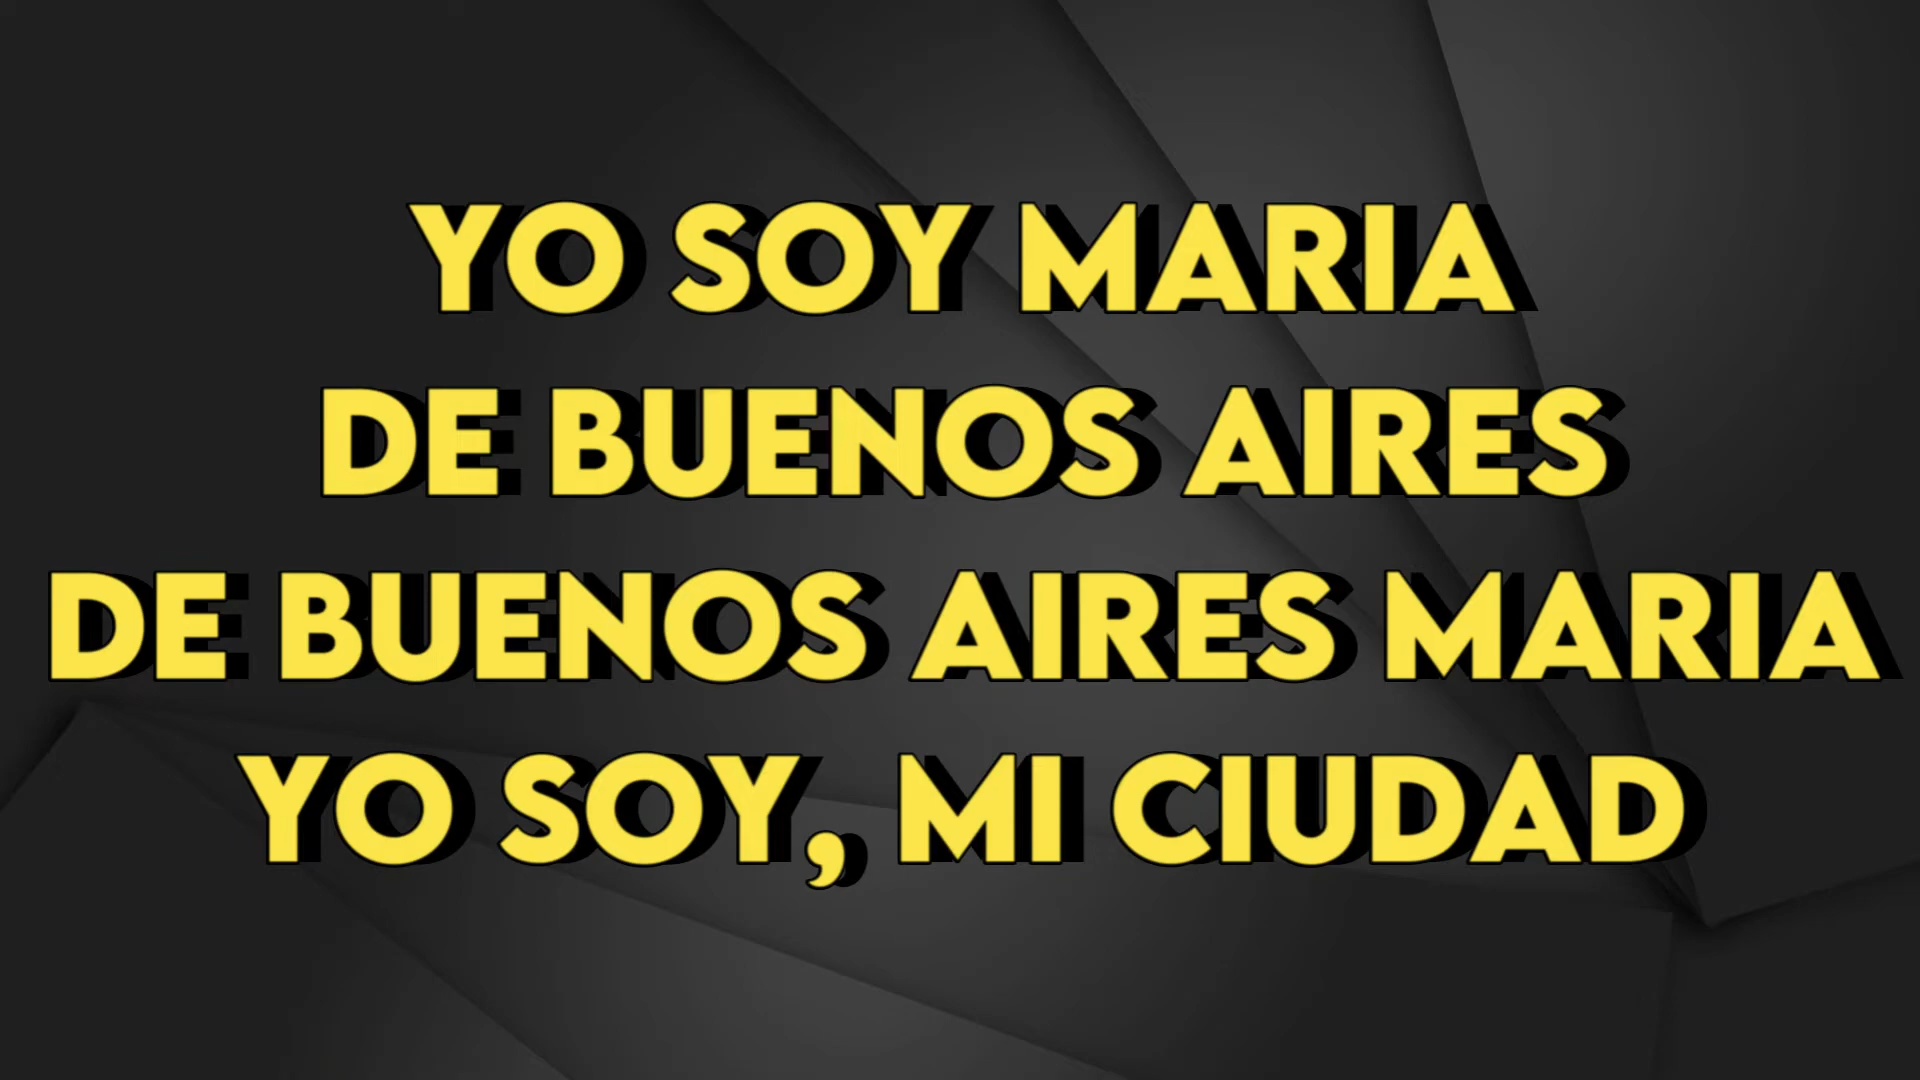 YO SOY MARIA
DE BUENOS AIRES
DE BUENOS AIRES MARIA
YO SOY, MI CIUDAD